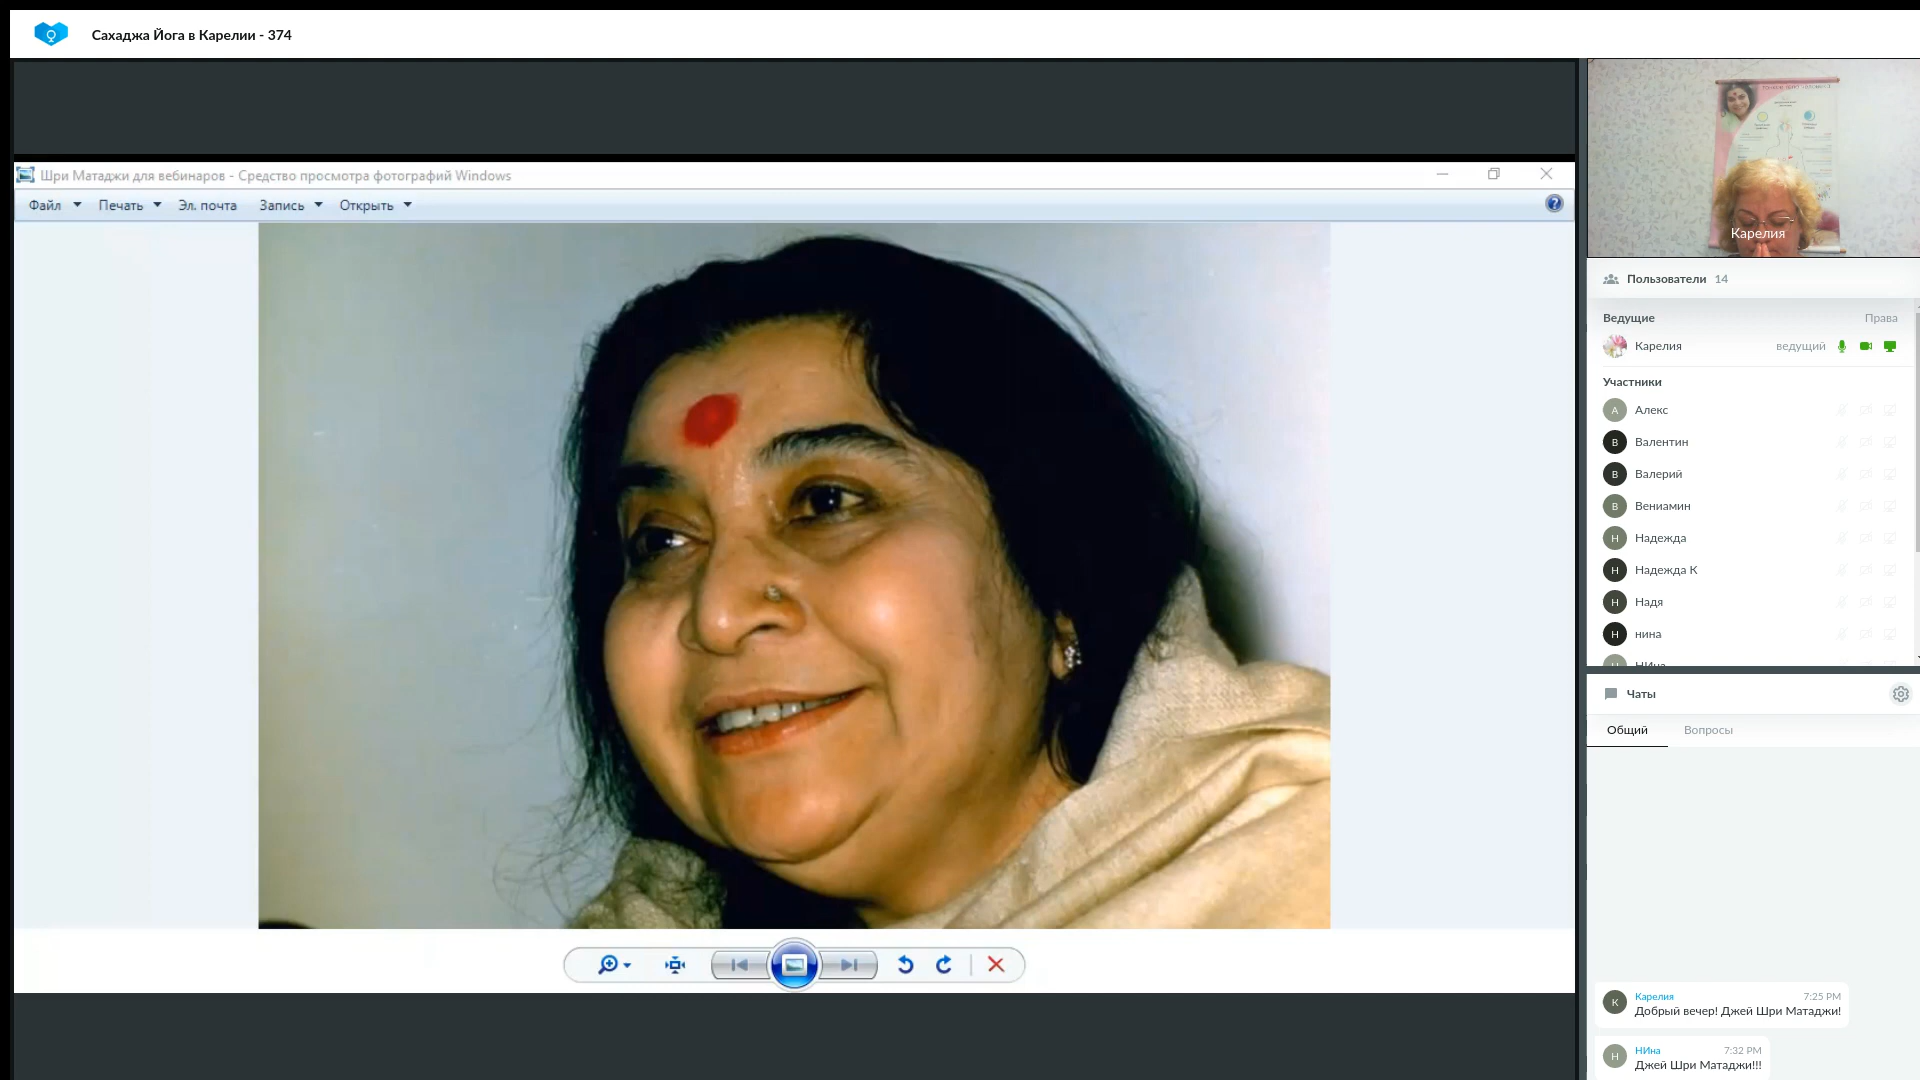 Сахаджа Йога в Карелии - 374
Шри Матаджи для вебинаров - Средство просмотра фотографий Windows
Файл Печать Эл. почта Запись Открыть
Карелия
Пользователи 14
Ведущие Права
Карелия ведущий
Участники
А Алекс
В Валентин
В Валерий
В Вениамин
Н Надежда
Н Надежда К
Н Надя
Н нина
Н НИна
Чаты
Общий Вопросы
К Карелия 7:25 PM
Добрый вечер! Джей Шри Матаджи!
Н НИна 7:32 PM
Джей Шри Матаджи!!!